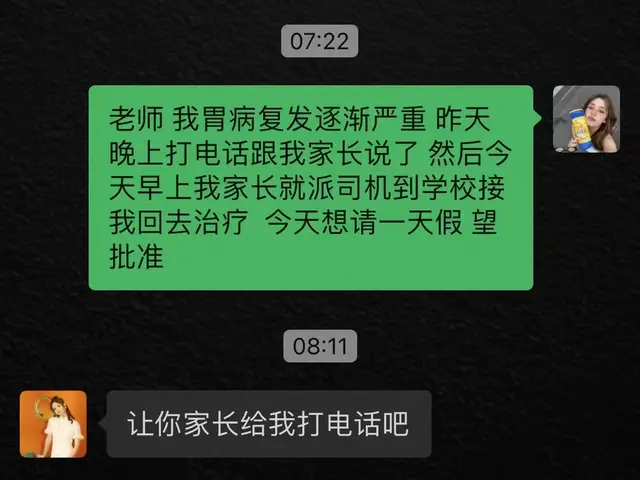 07:22
老师 我胃病复发逐渐严重 昨天
晚上打电话跟我家长说了 然后今
天早上我家长就派司机到学校接
我回去治疗  今天想请一天假 望
批准
08:11
让你家长给我打电话吧